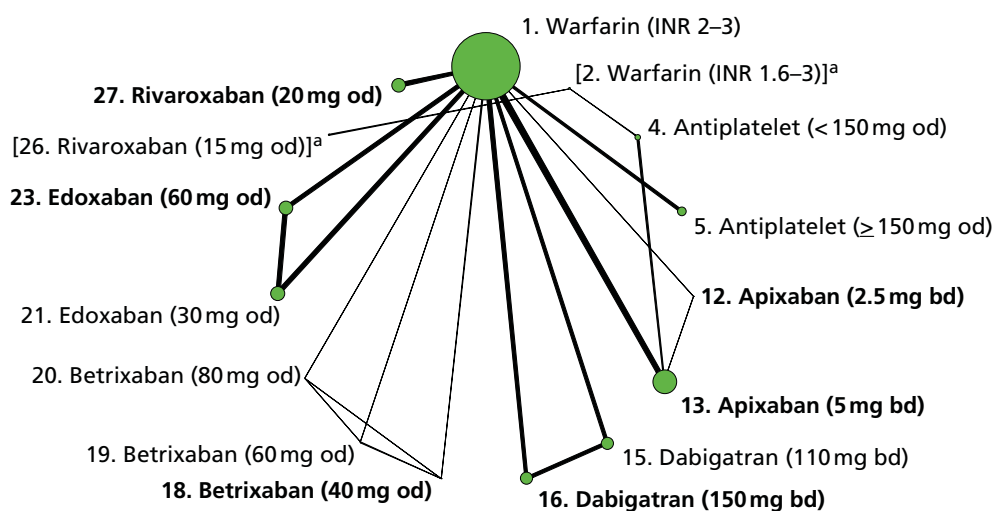 1. Warfarin (INR 2–3)
[2. Warfarin (INR 1.6–3)]ᵃ
27. Rivaroxaban (20 mg od)
4. Antiplatelet (< 150 mg od)
[26. Rivaroxaban (15 mg od)]ᵃ
23. Edoxaban (60 mg od)
5. Antiplatelet (≥ 150 mg od)
12. Apixaban (2.5 mg bd)
21. Edoxaban (30 mg od)
20. Betrixaban (80 mg od)
13. Apixaban (5 mg bd)
19. Betrixaban (60 mg od)
15. Dabigatran (110 mg bd)
18. Betrixaban (40 mg od)
16. Dabigatran (150 mg bd)